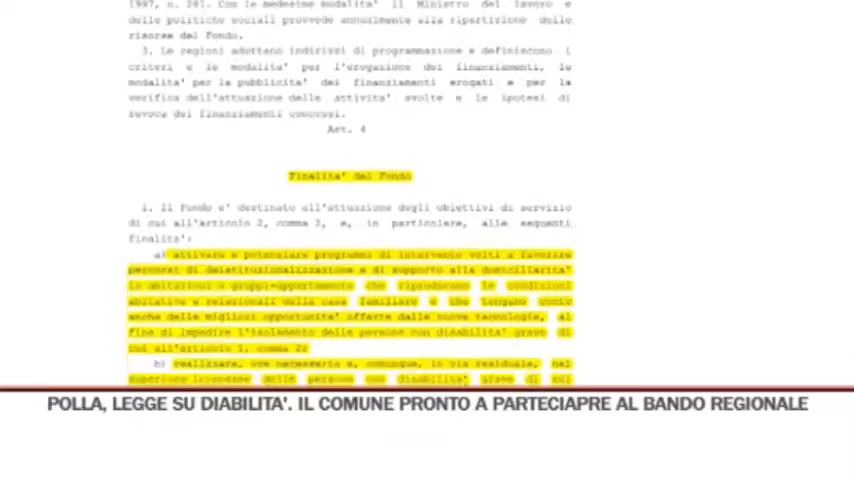 1997, n. 281. Con le medesime modalita' il Ministro del lavoro e
delle politiche sociali provvede annualmente alla ripartizione delle
risorse del Fondo.
3. Le regioni adottano indirizzi di programmazione e definiscono i
criteri e le modalita' per l'erogazione dei finanziamenti, le
modalita' per la pubblicita' dei finanziamenti erogati e per la
verifica dell'attuazione delle attivita' svolte e le ipotesi di
revoca dei finanziamenti concessi.
Art. 4
Finalita' del Fondo
1. Il Fondo e' destinato all'attuazione degli obiettivi di servizio
di cui all'articolo 2, comma 2, e, in particolare, alle seguenti
finalita':
a) attivare e potenziare programmi di intervento volti a favorire
percorsi di deistituzionalizzazione e di supporto alla domiciliarita'
in abitazioni o gruppi-appartamento che riproducano le condizioni
abitative e relazionali della casa familiare e che tengano conto
anche delle migliori opportunita' offerte dalle nuove tecnologie, al
fine di impedire l'isolamento delle persone con disabilita' grave di
cui all'articolo 1, comma 2;
b) realizzare, ove necessario e, comunque, in via residuale, nel
superiore interesse delle persone con disabilita' grave di cui
POLLA, LEGGE SU DIABILITA'. IL COMUNE PRONTO A PARTECIAPRE AL BANDO REGIONALE